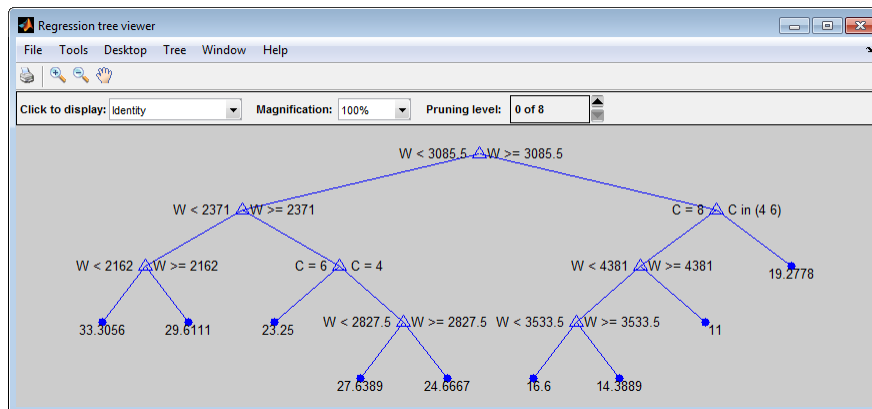 Regression tree viewer
File Tools Desktop Tree Window Help
Click to display: Identity Magnification: 100% Pruning level: 0 of 8
W < 3085.5 W >= 3085.5
W < 2371 W >= 2371 C = 8 C in (4 6)
W < 2162 W >= 2162 C = 6 C = 4 W < 4381 W >= 4381 19.2778
33.3056 29.6111 23.25 W < 2827.5 W >= 2827.5 W < 3533.5 W >= 3533.5 11
27.6389 24.6667 16.6 14.3889